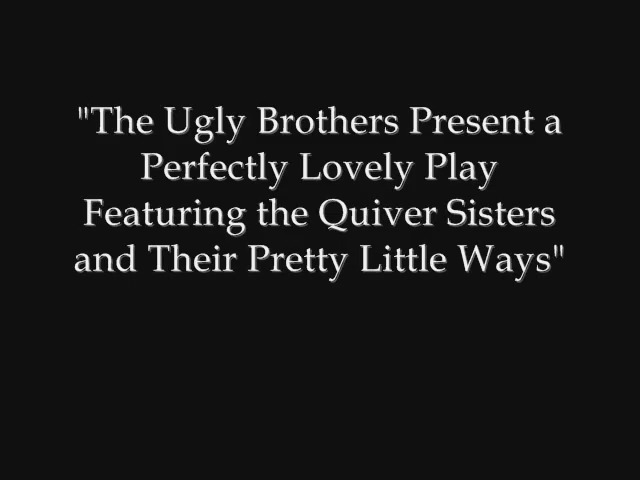 "The Ugly Brothers Present a
Perfectly Lovely Play
Featuring the Quiver Sisters
and Their Pretty Little Ways"